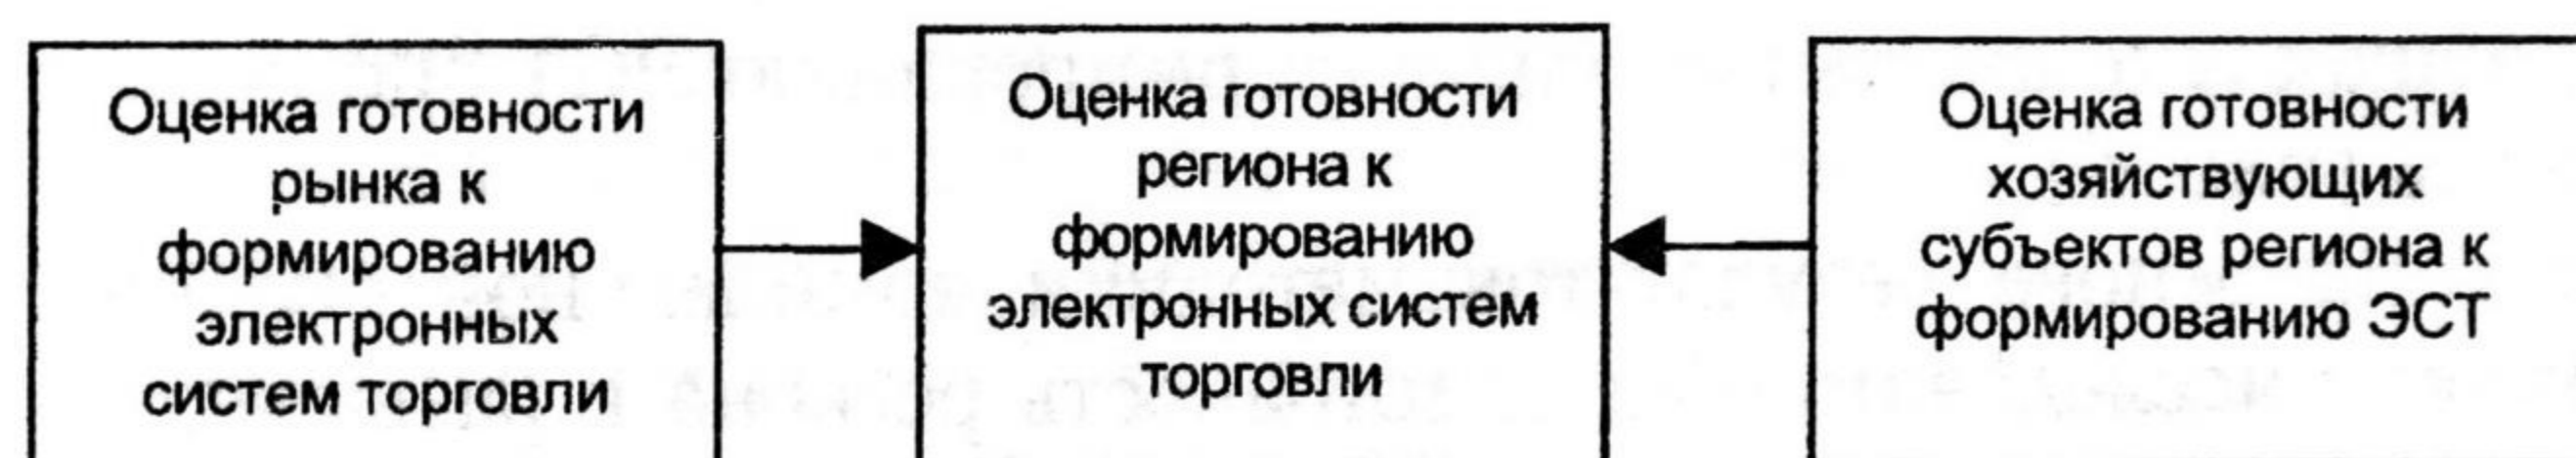 Оценка готовности
рынка к
формированию
электронных
систем торговли
Оценка готовности
региона к
формированию
электронных систем
торговли
Оценка готовности
хозяйствующих
субъектов региона к
формированию ЭСТ